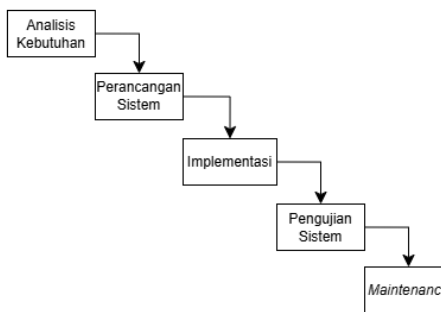 Analisis
Kebutuhan
Perancangan
Sistem
Implementasi
Pengujian
Sistem
Maintenanc